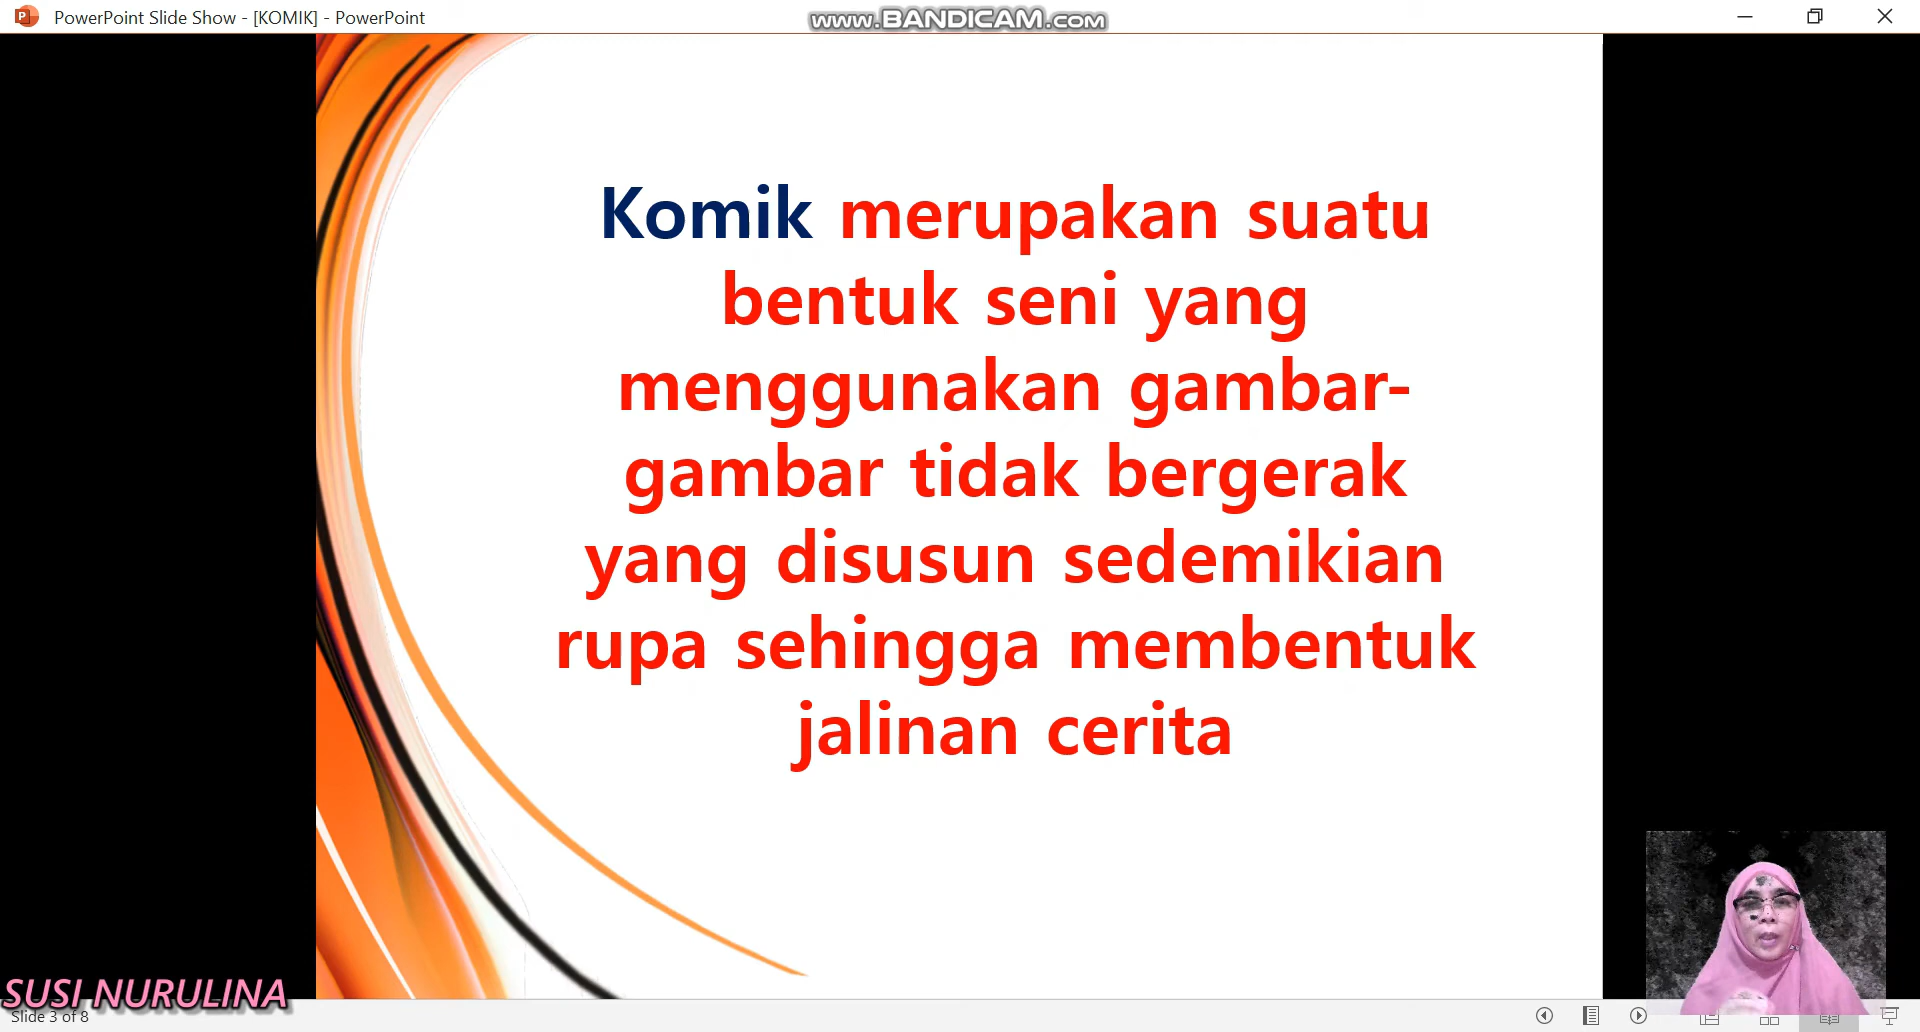 PowerPoint Slide Show - [KOMIK] - PowerPoint
www.BANDICAM.com
Komik merupakan suatu
bentuk seni yang
menggunakan gambar-
gambar tidak bergerak
yang disusun sedemikian
rupa sehingga membentuk
jalinan cerita
SUSI NURULINA
Slide 3 of 8